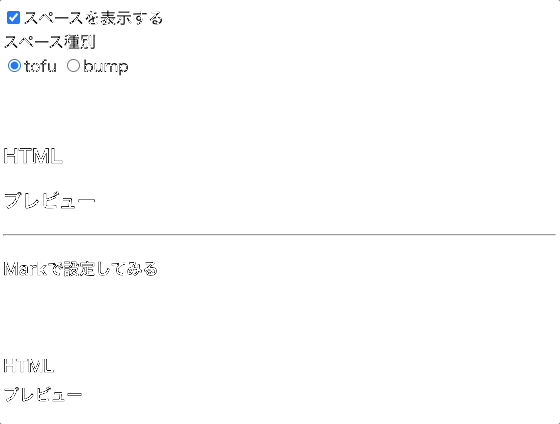 スペースを表示する
スペース種別
tofu bump
HTML
プレビュー
Markで設定してみる
HTML
プレビュー